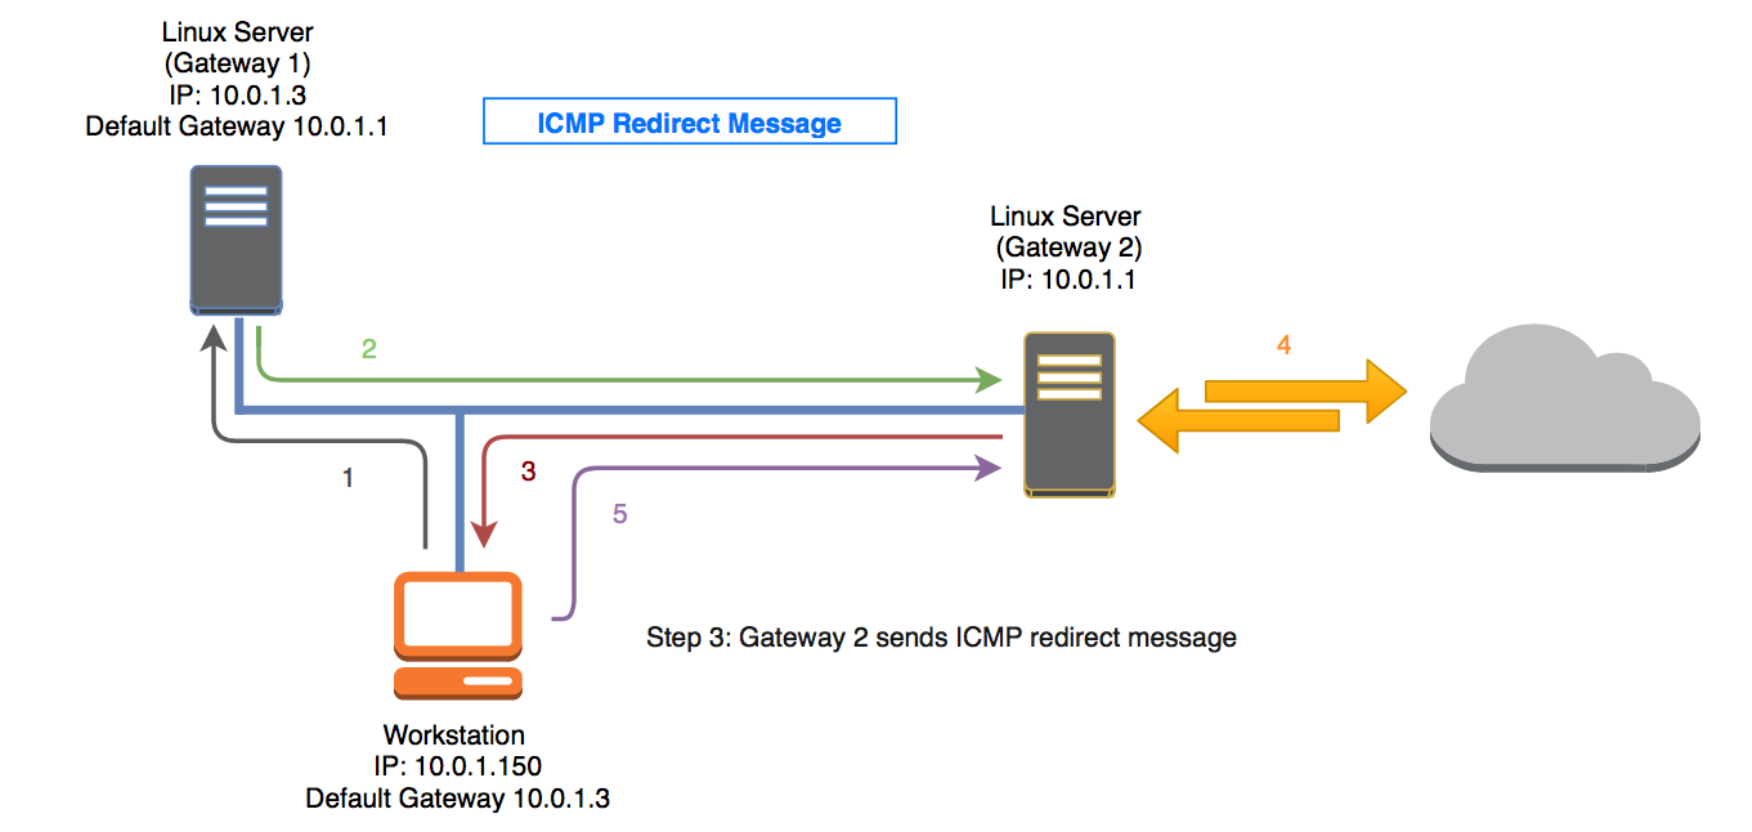 Linux Server
(Gateway 1)
IP: 10.0.1.3
Default Gateway 10.0.1.1
ICMP Redirect Message
Linux Server
(Gateway 2)
IP: 10.0.1.1
2
4
1
3
5
Step 3: Gateway 2 sends ICMP redirect message
Workstation
IP: 10.0.1.150
Default Gateway 10.0.1.3